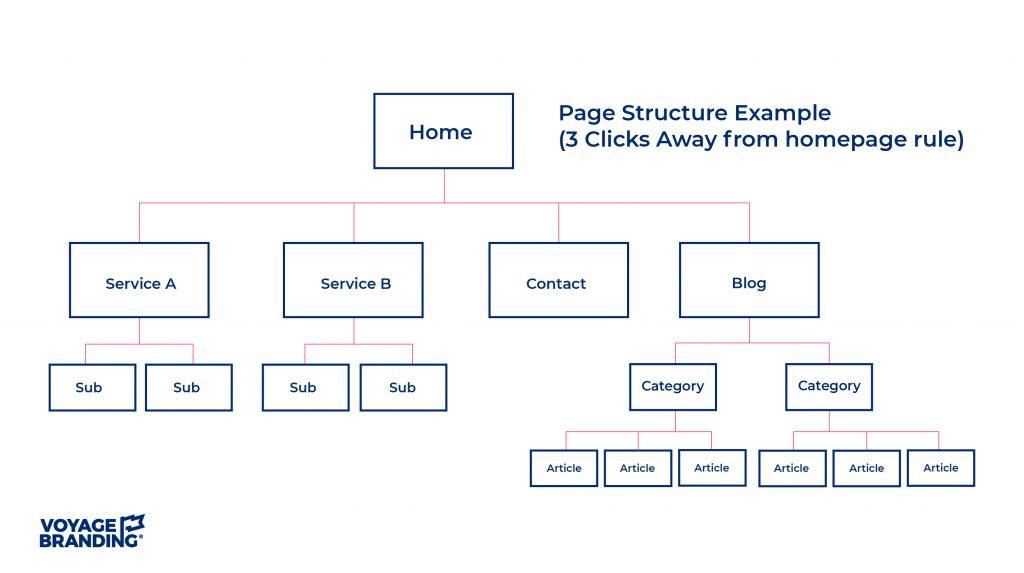 Home
Page Structure Example
(3 Clicks Away from homepage rule)
Service A
Service B
Contact
Blog
Sub
Sub
Sub
Sub
Category
Category
Article
Article
Article
Article
Article
Article
VOYAGE
BRANDING®